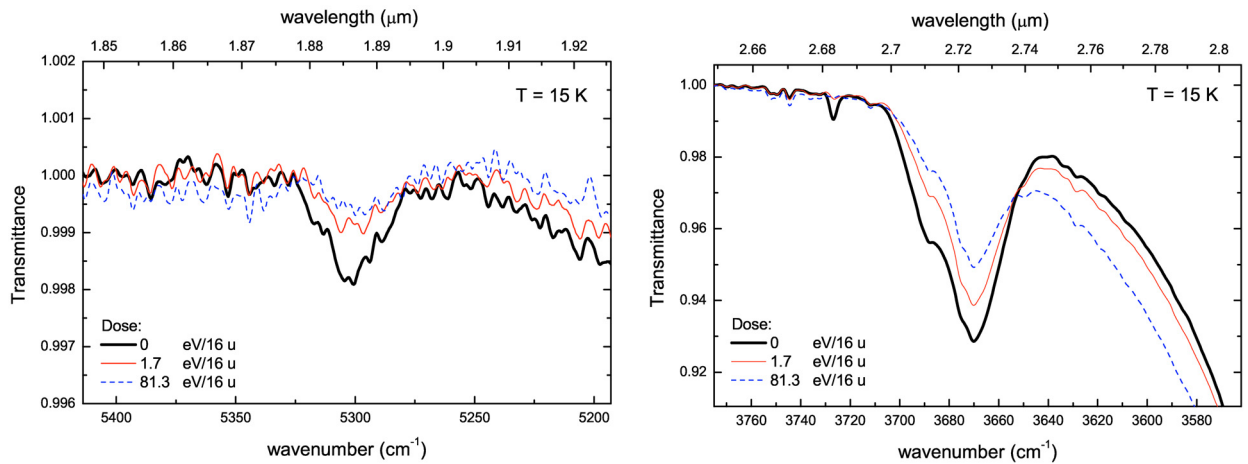 wavelength (μm)
1.85 1.86 1.87 1.88 1.89 1.9 1.91 1.92
1.002
1.001
1.000
0.999
0.998
0.997
0.996
Transmittance
T = 15 K
Dose:
0 eV/16 u
1.7 eV/16 u
81.3 eV/16 u
5400 5350 5300 5250 5200
wavenumber (cm⁻¹)
wavelength (μm)
2.66 2.68 2.7 2.72 2.74 2.76 2.78 2.8
1.00
0.98
0.96
0.94
0.92
Transmittance
T = 15 K
Dose:
0 eV/16 u
1.7 eV/16 u
81.3 eV/16 u
3760 3740 3720 3700 3680 3660 3640 3620 3600 3580
wavenumber (cm⁻¹)